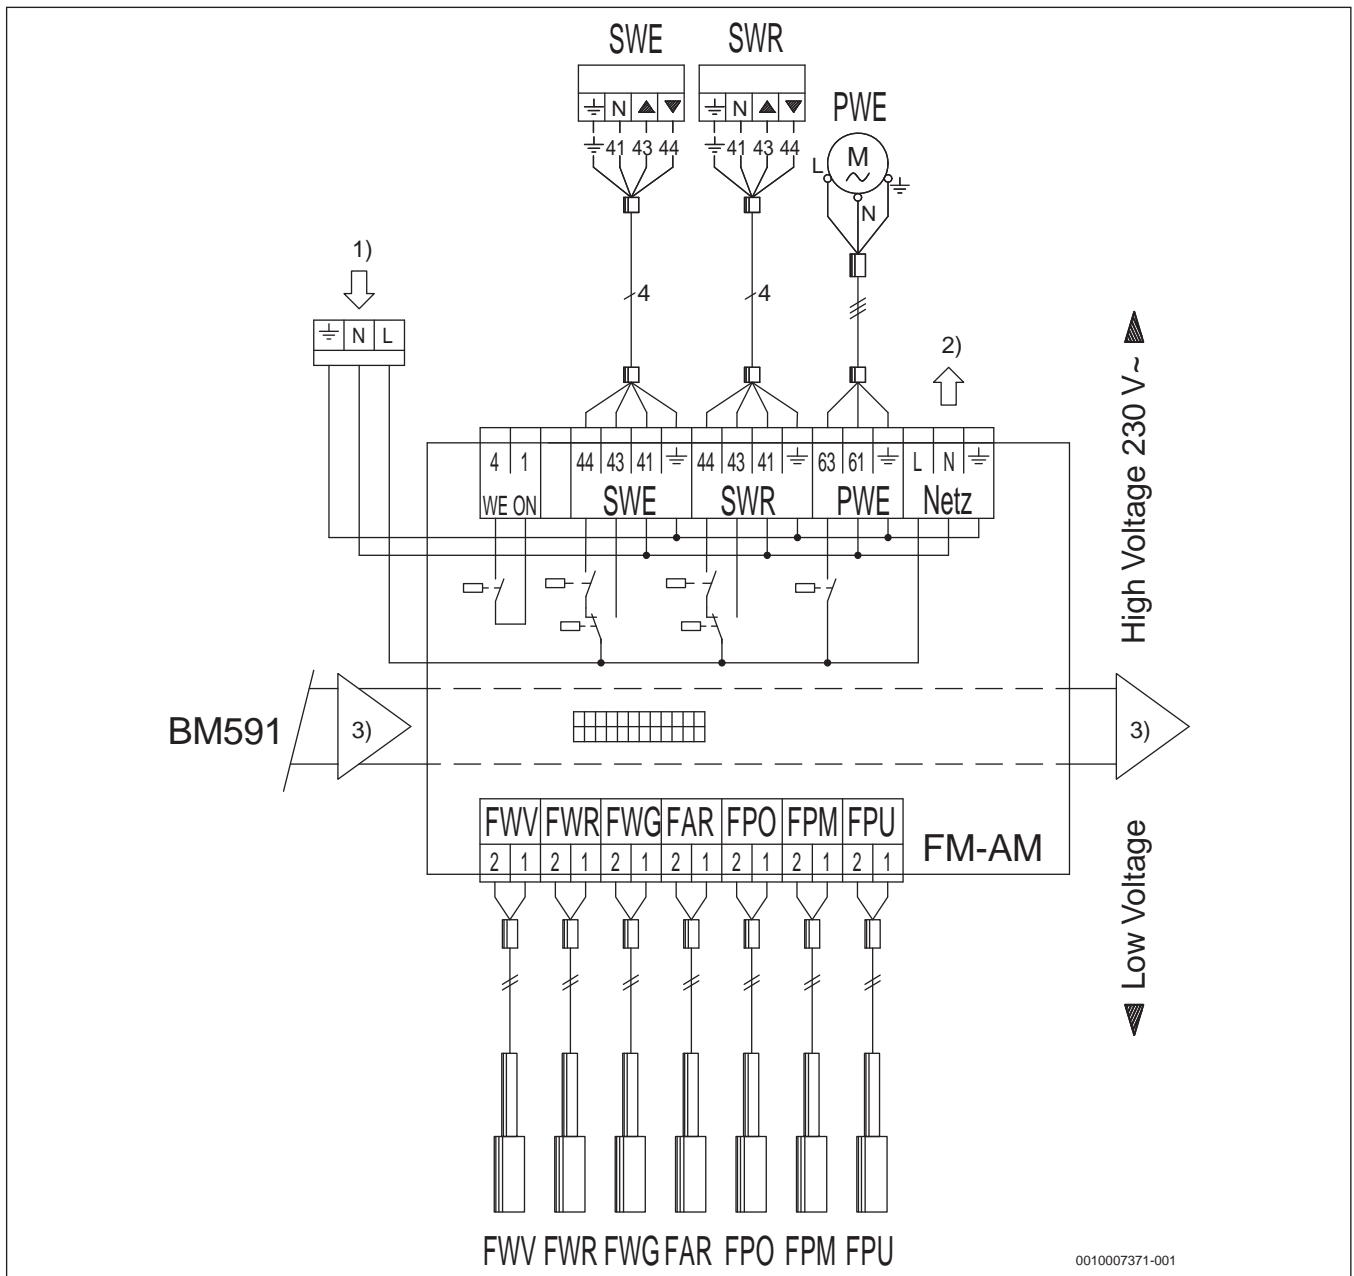 SWE SWR
N N
41 43 44 41 43 44
PWE
L M
N
1)
N L
4 4
2)
4 1 44 43 41 44 43 41 63 61 L N
WE ON SWE SWR PWE Netz
High Voltage 230 V~
BM591 3) 3)
FWV FWR FWG FAR FPO FPM FPU
2 1 2 1 2 1 2 1 2 1 2 1 2 1
FM-AM
Low Voltage
FWV FWR FWG FAR FPO FPM FPU
0010007371-001